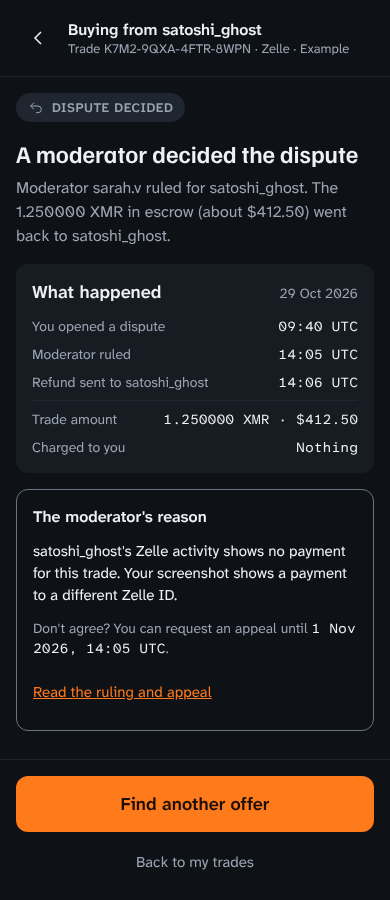 Buying from satoshi_ghost
Trade K7M2-9QXA-4FTR-8WPN · Zelle · Example
DISPUTE DECIDED
A moderator decided the dispute
Moderator sarah.v ruled for satoshi_ghost. The
1.250000 XMR in escrow (about $412.50) went
back to satoshi_ghost.
What happened
29 Oct 2026
You opened a dispute
09:40 UTC
Moderator ruled
14:05 UTC
Refund sent to satoshi_ghost
14:06 UTC
Trade amount
1.250000 XMR · $412.50
Charged to you
Nothing
The moderator's reason
satoshi_ghost's Zelle activity shows no payment
for this trade. Your screenshot shows a payment
to a different Zelle ID.
Don't agree? You can request an appeal until 1 Nov
2026, 14:05 UTC.
Read the ruling and appeal
Find another offer
Back to my trades